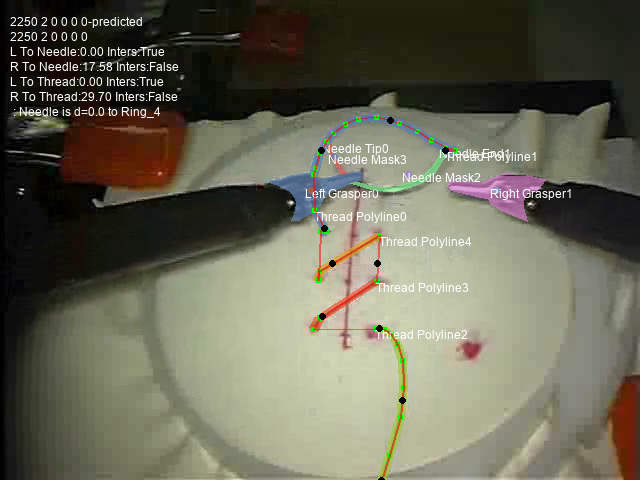 2250 2 0 0 0 0-predicted
2250 2 0 0 0 0
L To Needle:0.00 Inters:True
R To Needle:17.58 Inters:False
L To Thread:0.00 Inters:True
R To Thread:29.70 Inters:False
: Needle is d=0.0 to Ring_4
Needle Tip0
Needle End1
Thread Polyline1
Needle Mask3
Needle Mask2
Left Grasper0
Right Grasper1
Thread Polyline0
Thread Polyline4
Thread Polyline3
Thread Polyline2